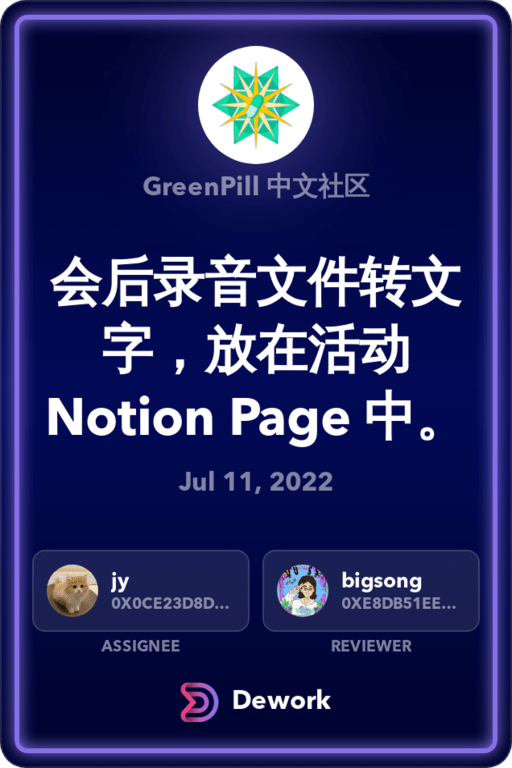 GreenPill 中文社区
会后录音文件转文
字，放在活动
Notion Page 中。
Jul 11, 2022
jy
0X0CE23D8D...
ASSIGNEE
bigsong
0XE8DB51EE...
REVIEWER
Dework